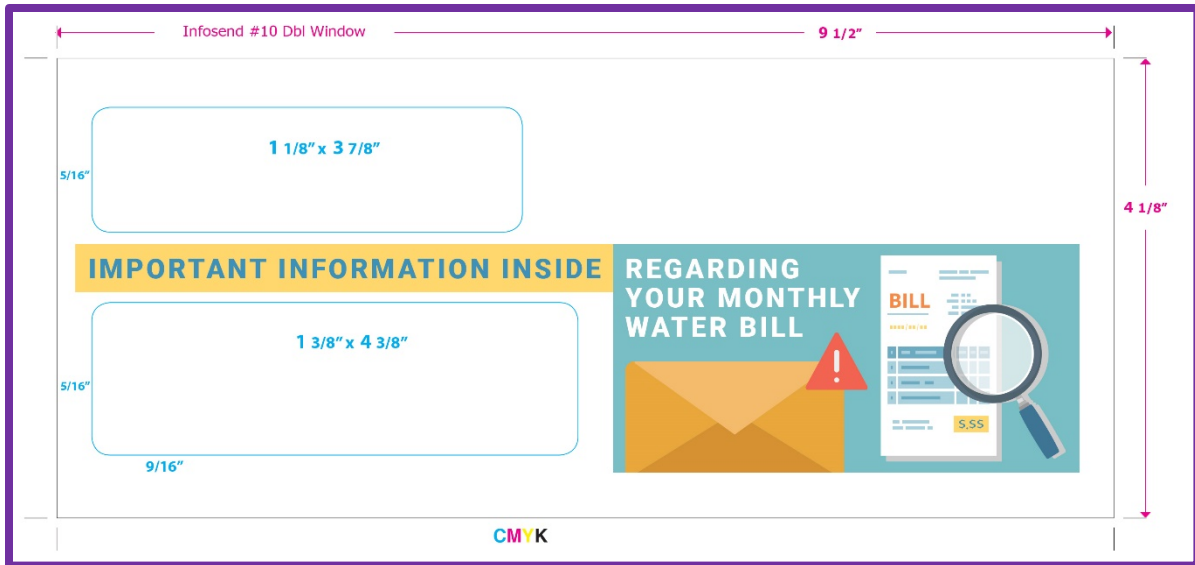 Infosend #10 Dbl Window
9 1/2”
1 1/8” x 3 7/8”
5/16”
4 1/8”
IMPORTANT INFORMATION INSIDE
REGARDING
YOUR MONTHLY
WATER BILL
BILL
1 3/8” x 4 3/8”
5/16”
S,SS
9/16”
CMYK